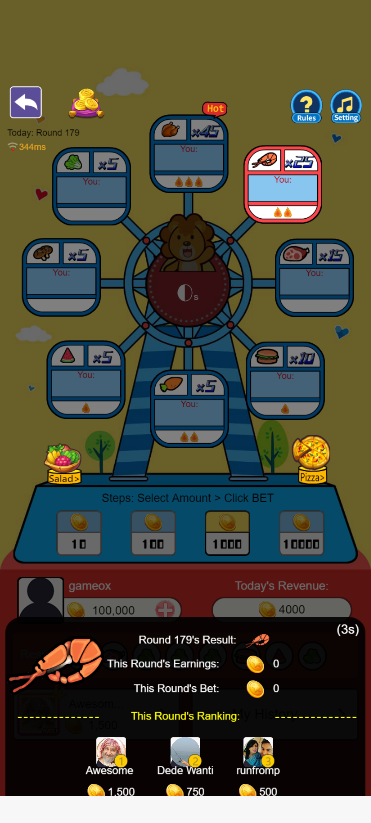 Hot
Rules
Setting
Today: Round 179
344ms
x45
You:
x5
You:
x25
You:
x5
You:
x15
You:
x5
You:
x10
You:
x5
You:
s
Salad>
Pizza>
Steps: Select Amount > Click BET
10
100
1000
10000
gameox
Today's Revenue:
100,000
4000
(3s)
Round 179's Result:
This Round's Earnings: 0
This Round's Bet: 0
This Round's Ranking:
1
2
3
Awesome
Dede Wanti
runfromp
1,500
750
500